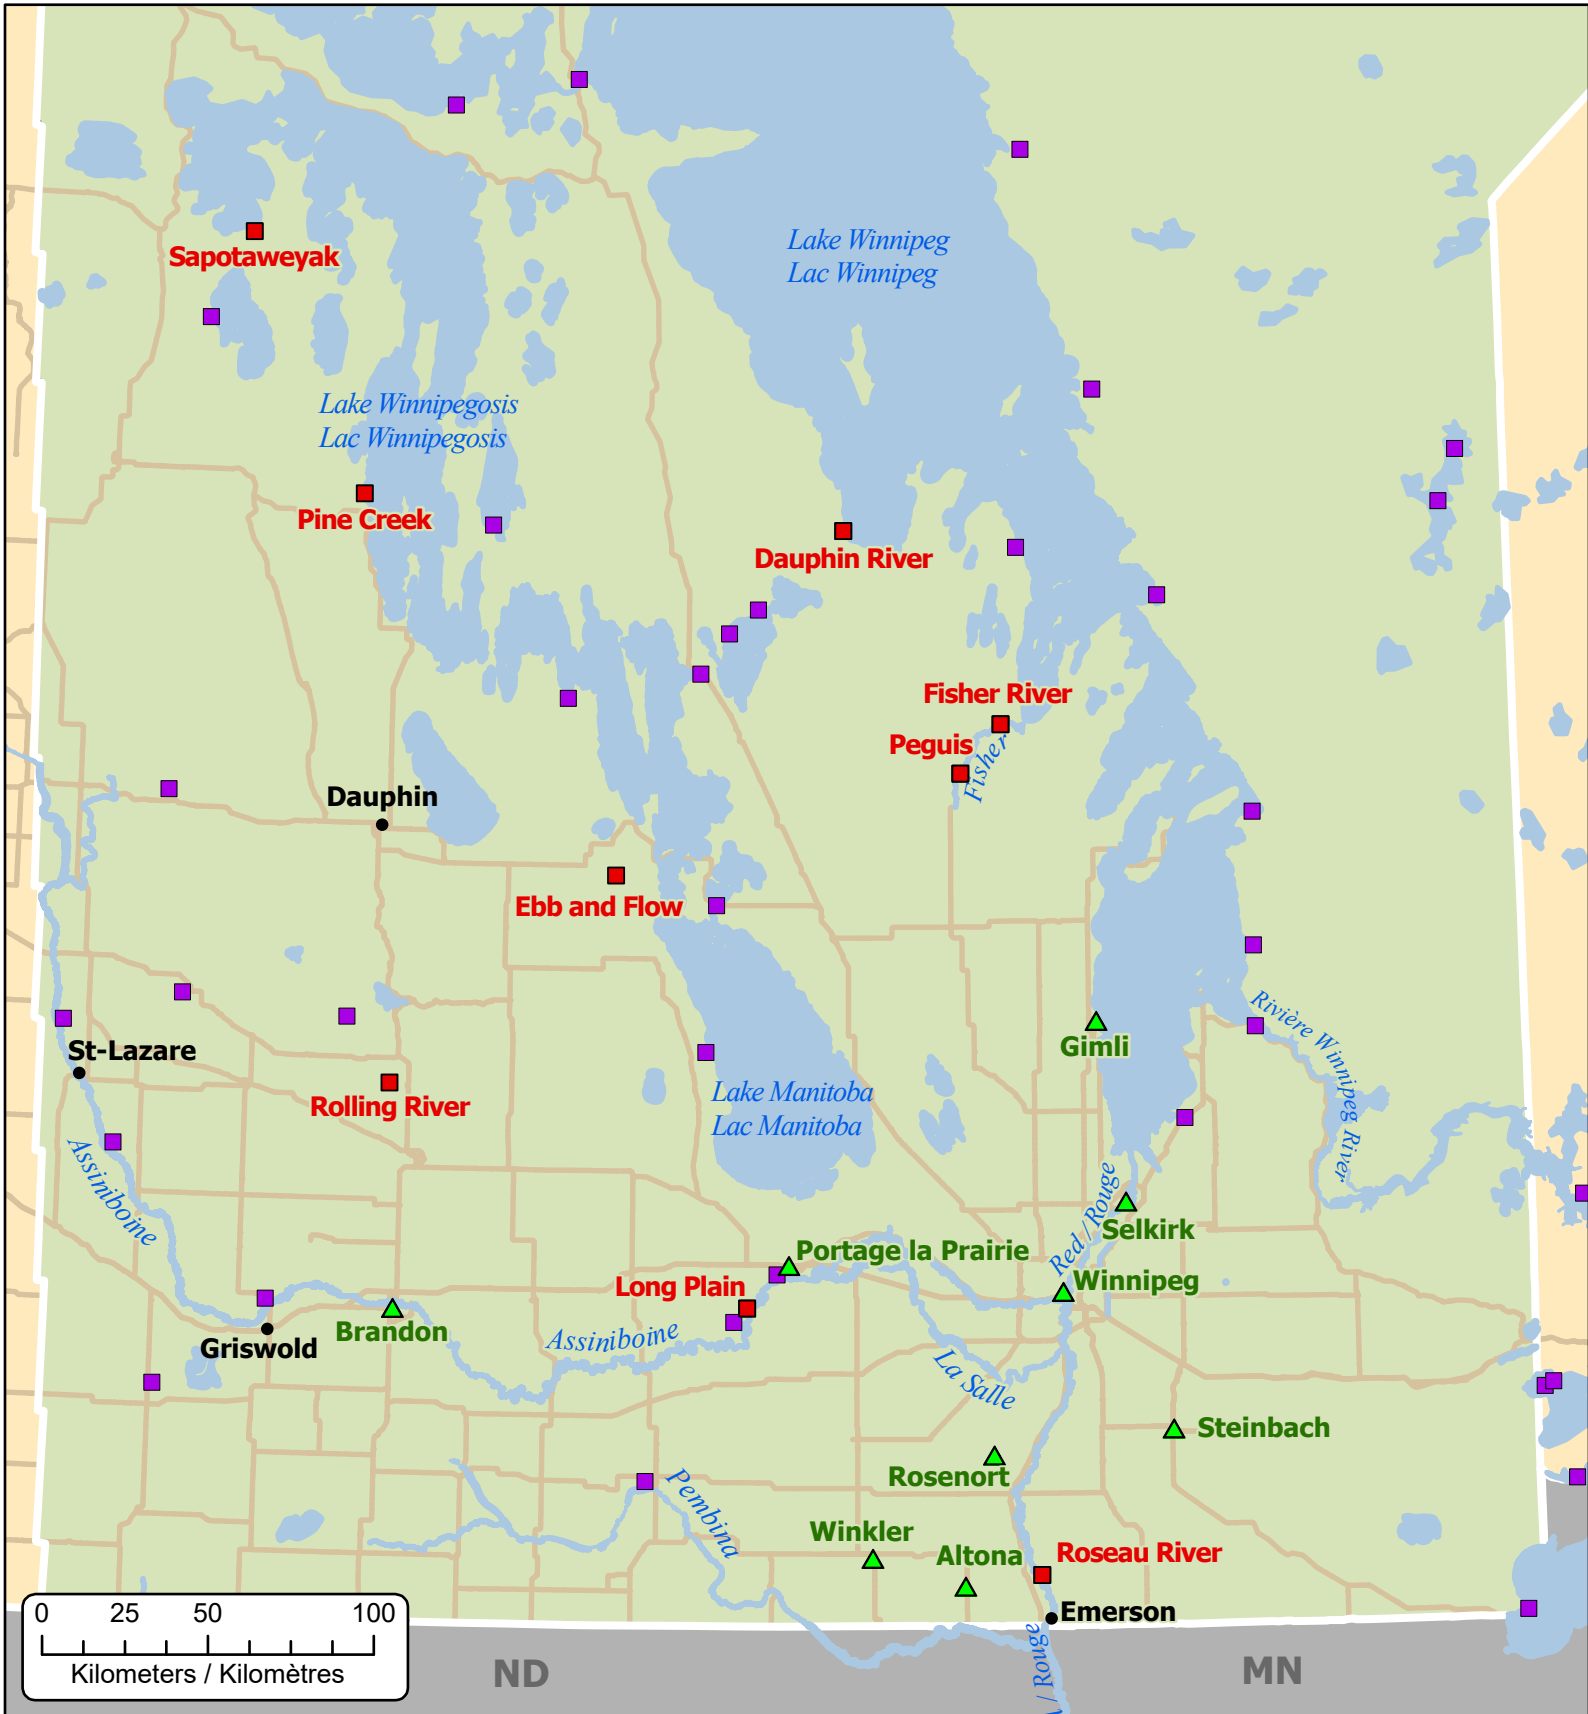 Lake Winnipeg
Lac Winnipeg
Sapotaweyak
Lake Winnipegosis
Lac Winnipegosis
Pine Creek
Dauphin River
Fisher River
Peguis
Fisher
Dauphin
Ebb and Flow
Rivière Winnipeg River
Gimli
St-Lazare
Rolling River
Lake Manitoba
Lac Manitoba
Assiniboine
Red / Rouge
Selkirk
Portage la Prairie
Winnipeg
Long Plain
Brandon
Griswold
Assiniboine
La Salle
Steinbach
Rosenort
Pembina
Winkler
Altona
Roseau River
Emerson
0 25 50 100
Kilometers / Kilomètres
ND
MN
/ Rouge